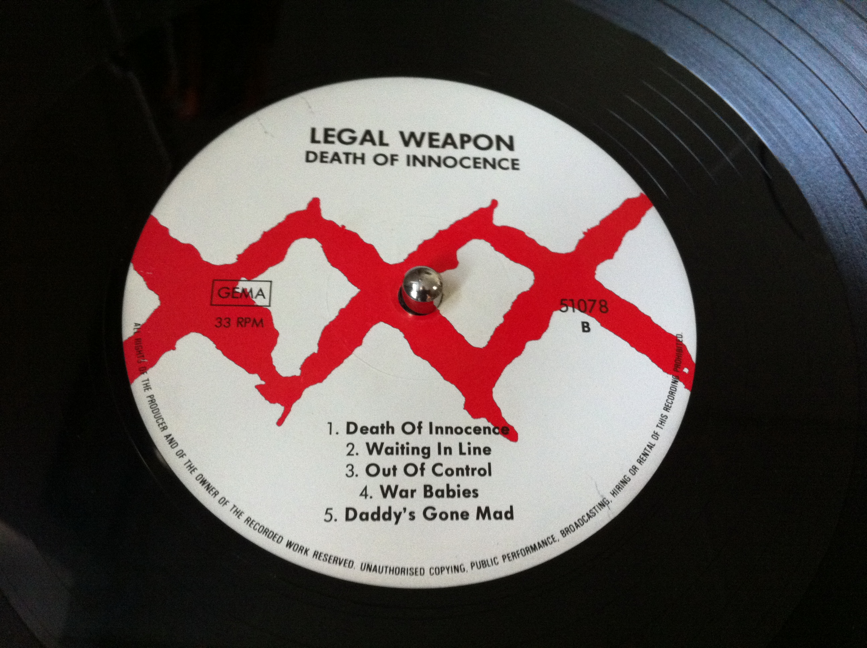 LEGAL WEAPON
DEATH OF INNOCENCE
GEMA
33 RPM
51078
B
1. Death Of Innocence
2. Waiting In Line
3. Out Of Control
4. War Babies
5. Daddy's Gone Mad
ALL RIGHTS OF THE PRODUCER AND OF THE OWNER OF THE RECORDED WORK RESERVED. UNAUTHORISED COPYING, PUBLIC PERFORMANCE, BROADCASTING, HIRING OR RENTAL OF THIS RECORDING PROHIBITED.